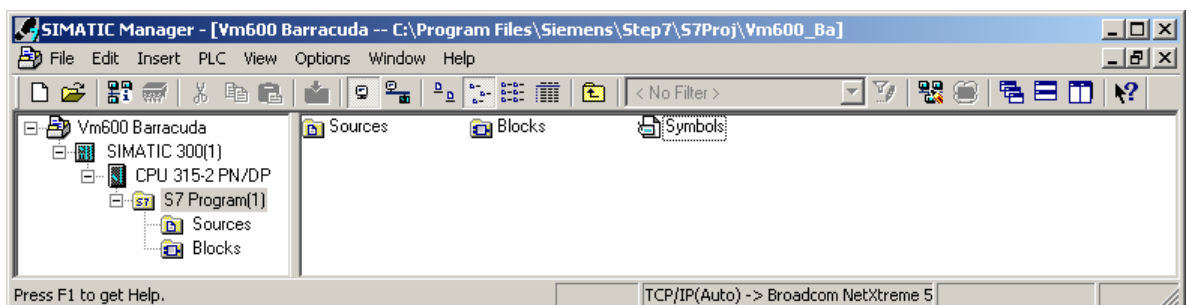 SIMATIC Manager - [Vm600 Barracuda -- C:\Program Files\Siemens\Step7\S7Proj\Vm600_Ba]
File Edit Insert PLC View Options Window Help
< No Filter >
Vm600 Barracuda
SIMATIC 300(1)
CPU 315-2 PN/DP
S7 Program(1)
Sources
Blocks
Sources Blocks Symbols
Press F1 to get Help. TCP/IP(Auto) -> Broadcom NetXtreme 5